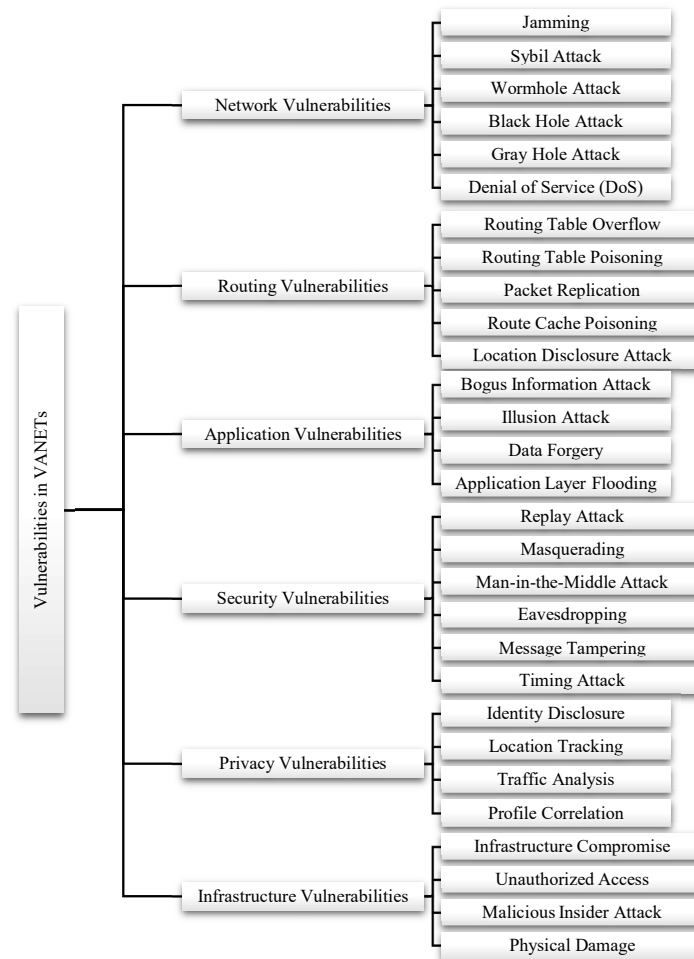 Vulnerabilities in VANETs
Network Vulnerabilities
Jamming
Sybil Attack
Wormhole Attack
Black Hole Attack
Gray Hole Attack
Denial of Service (DoS)
Routing Vulnerabilities
Routing Table Overflow
Routing Table Poisoning
Packet Replication
Route Cache Poisoning
Location Disclosure Attack
Application Vulnerabilities
Bogus Information Attack
Illusion Attack
Data Forgery
Application Layer Flooding
Security Vulnerabilities
Replay Attack
Masquerading
Man-in-the-Middle Attack
Eavesdropping
Message Tampering
Timing Attack
Privacy Vulnerabilities
Identity Disclosure
Location Tracking
Traffic Analysis
Profile Correlation
Infrastructure Vulnerabilities
Infrastructure Compromise
Unauthorized Access
Malicious Insider Attack
Physical Damage